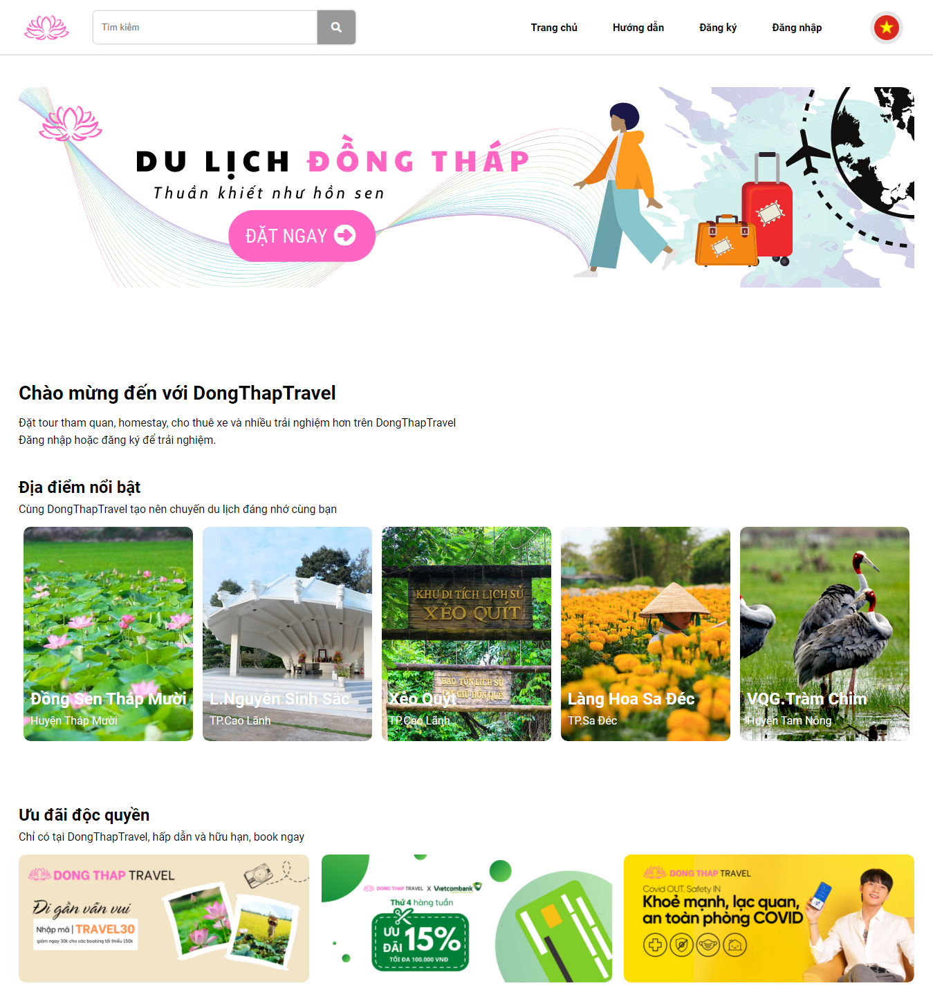 Tìm kiếm
Trang chủ
Hướng dẫn
Đăng ký
Đăng nhập
DU LỊCH ĐỒNG THÁP
Thuần khiết như hồn sen
ĐẶT NGAY
Chào mừng đến với DongThapTravel
Đặt tour tham quan, homestay, cho thuê xe và nhiều trải nghiệm hơn trên DongThapTravel
Đăng nhập hoặc đăng ký để trải nghiệm.
Địa điểm nổi bật
Cùng DongThapTravel tạo nên chuyến du lịch đáng nhớ cùng bạn
Đồng Sen Tháp Mười
Huyện Tháp Mười
L.Nguyễn Sinh Sắc
TP.Cao Lãnh
KHU DI TÍCH LỊCH SỬ
XẺO QUÍT
BẢO TỒN LỊCH SỬ
GIỮ HỒN QUÊ
Xẻo Quýt
TP.Cao Lãnh
Làng Hoa Sa Đéc
TP.Sa Đéc
VQG.Tràm Chim
Huyện Tam Nông
Ưu đãi độc quyền
Chỉ có tại DongThapTravel, hấp dẫn và hữu hạn, book ngay
DONG THAP TRAVEL
Đi gần vẫn vui
Nhập mã | TRAVEL30
giảm ngay 30k cho các booking tối thiểu 150k
DONG THAP TRAVEL X Vietcombank
Thứ 4 hàng tuần
ƯU ĐÃI 15%
TỐI ĐA 100.000 VNĐ
DONG THAP TRAVEL
Covid OUT. Safety IN
Khoẻ mạnh, lạc quan,
an toàn phòng COVID